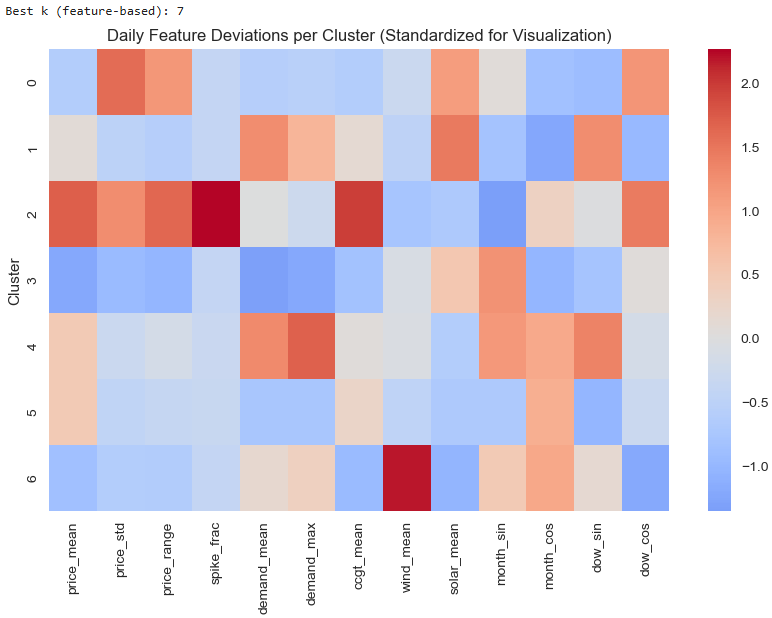 Best k (feature-based): 7
Daily Feature Deviations per Cluster (Standardized for Visualization)
Cluster
0
1
2
3
4
5
6
price_mean
price_std
price_range
spike_frac
demand_mean
demand_max
ccgt_mean
wind_mean
solar_mean
month_sin
month_cos
dow_sin
dow_cos
2.0
1.5
1.0
0.5
0.0
−0.5
−1.0